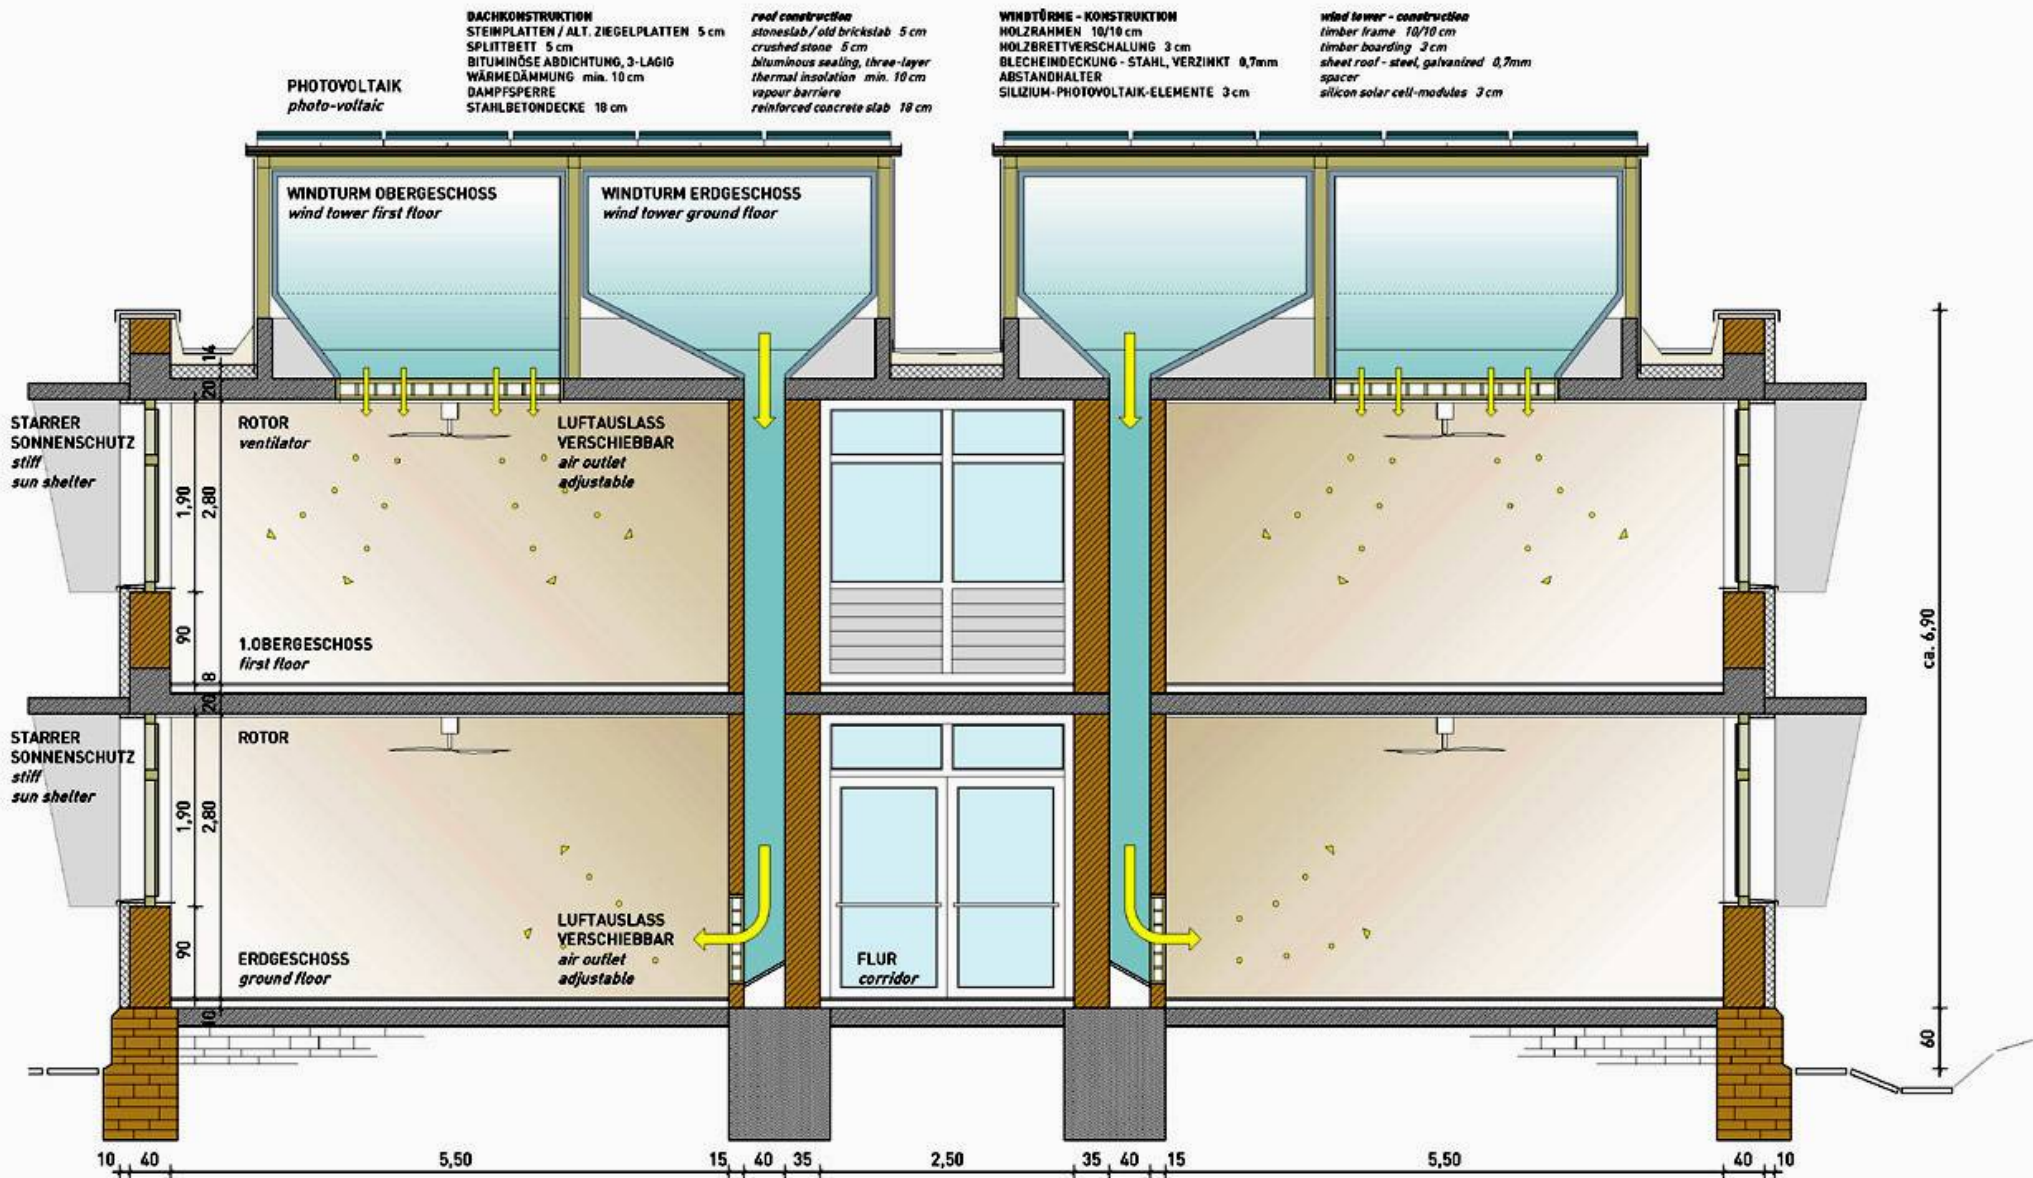 DACHKONSTRUKTION
STEINPLATTEN / ALT. ZIEGELPLATTEN 5 cm
SPLITTBETT 5 cm
BITUMINÖSE ABDICHTUNG, 3-LAGIG
WÄRMEDÄMMUNG min. 10 cm
DAMPFSPERRE
STAHLBETONDECKE 18 cm
roof construction
stoneslab / old brickslab 5 cm
crushed stone 5 cm
bituminous sealing, three-layer
thermal insolation min. 10 cm
vapour barriere
reinforced concrete slab 18 cm
WINDTÜRME - KONSTRUKTION
HOLZRAHMEN 10/10 cm
HOLZBRETTVERSCHALUNG 3 cm
BLECHEINDECKUNG - STAHL, VERZINKT 0,7mm
ABSTANDHALTER
SILIZIUM-PHOTOVOLTAIK-ELEMENTE 3 cm
wind tower - construction
timber frame 10/10 cm
timber boarding 3 cm
sheet roof - steel, galvanized 0,7mm
spacer
silicon solar cell-modules 3 cm
PHOTOVOLTAIK
photo-voltaic
WINDTURM OBERGESCHOSS
wind tower first floor
WINDTURM ERDGESCHOSS
wind tower ground floor
14
20
STARRER
SONNENSCHUTZ
stiff
sun shelter
ROTOR
ventilator
LUFTAUSLASS
VERSCHIEBBAR
air outlet
adjustable
1,90
2,80
90
8
20
1.OBERGESCHOSS
first floor
ca. 6,90
STARRER
SONNENSCHUTZ
stiff
sun shelter
ROTOR
1,90
2,80
90
10
ERDGESCHOSS
ground floor
LUFTAUSLASS
VERSCHIEBBAR
air outlet
adjustable
FLUR
corridor
60
10 40 5,50 15 40 35 2,50 35 40 15 5,50 40 10